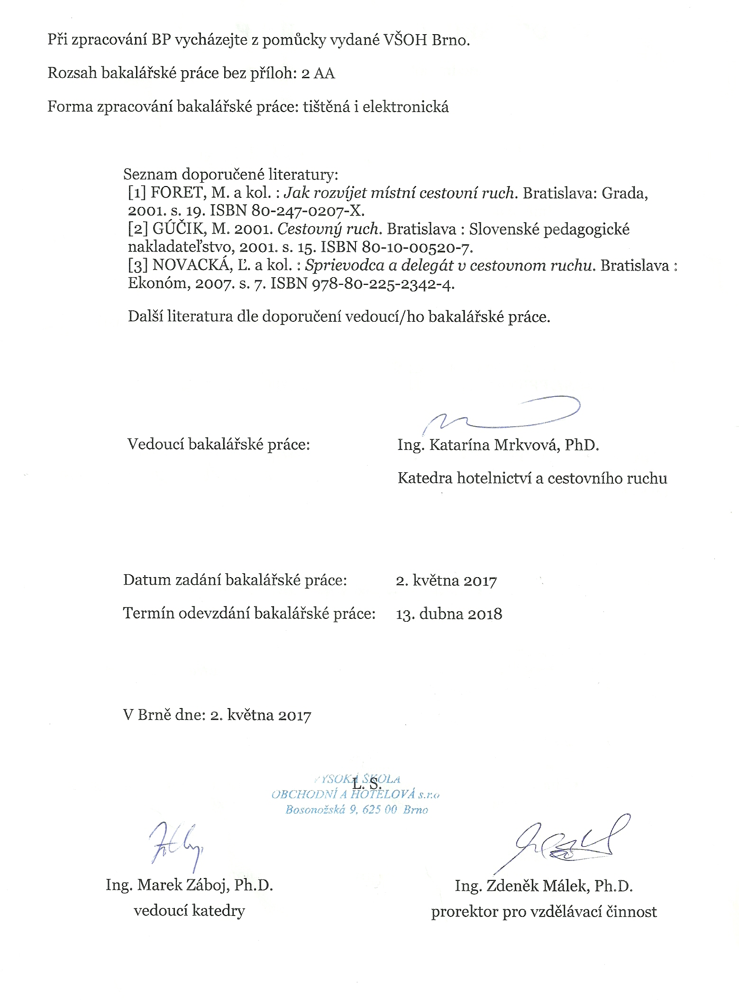 Při zpracování BP vycházejte z pomůcky vydané VŠOH Brno.
Rozsah bakalářské práce bez příloh: 2 AA
Forma zpracování bakalářské práce: tištěná i elektronická
Seznam doporučené literatury:
[1] FORET, M. a kol. : Jak rozvíjet místní cestovní ruch. Bratislava: Grada,
2001. s. 19. ISBN 80-247-0207-X.
[2] GÚČIK, M. 2001. Cestovný ruch. Bratislava : Slovenské pedagogické
nakladateľstvo, 2001. s. 15. ISBN 80-10-00520-7.
[3] NOVACKÁ, Ľ. a kol. : Sprievodca a delegát v cestovnom ruchu. Bratislava :
Ekonóm, 2007. s. 7. ISBN 978-80-225-2342-4.
Další literatura dle doporučení vedoucí/ho bakalářské práce.
Vedoucí bakalářské práce: Ing. Katarína Mrkvová, PhD.
Katedra hotelnictví a cestovního ruchu
Datum zadání bakalářské práce: 2. května 2017
Termín odevzdání bakalářské práce: 13. dubna 2018
V Brně dne: 2. května 2017
VYSOKÁ ŠKOLA
L. S.
OBCHODNÍ A HOTELOVÁ s.r.o
Bosonožská 9, 625 00 Brno
Ing. Marek Záboj, Ph.D. Ing. Zdeněk Málek, Ph.D.
vedoucí katedry prorektor pro vzdělávací činnost